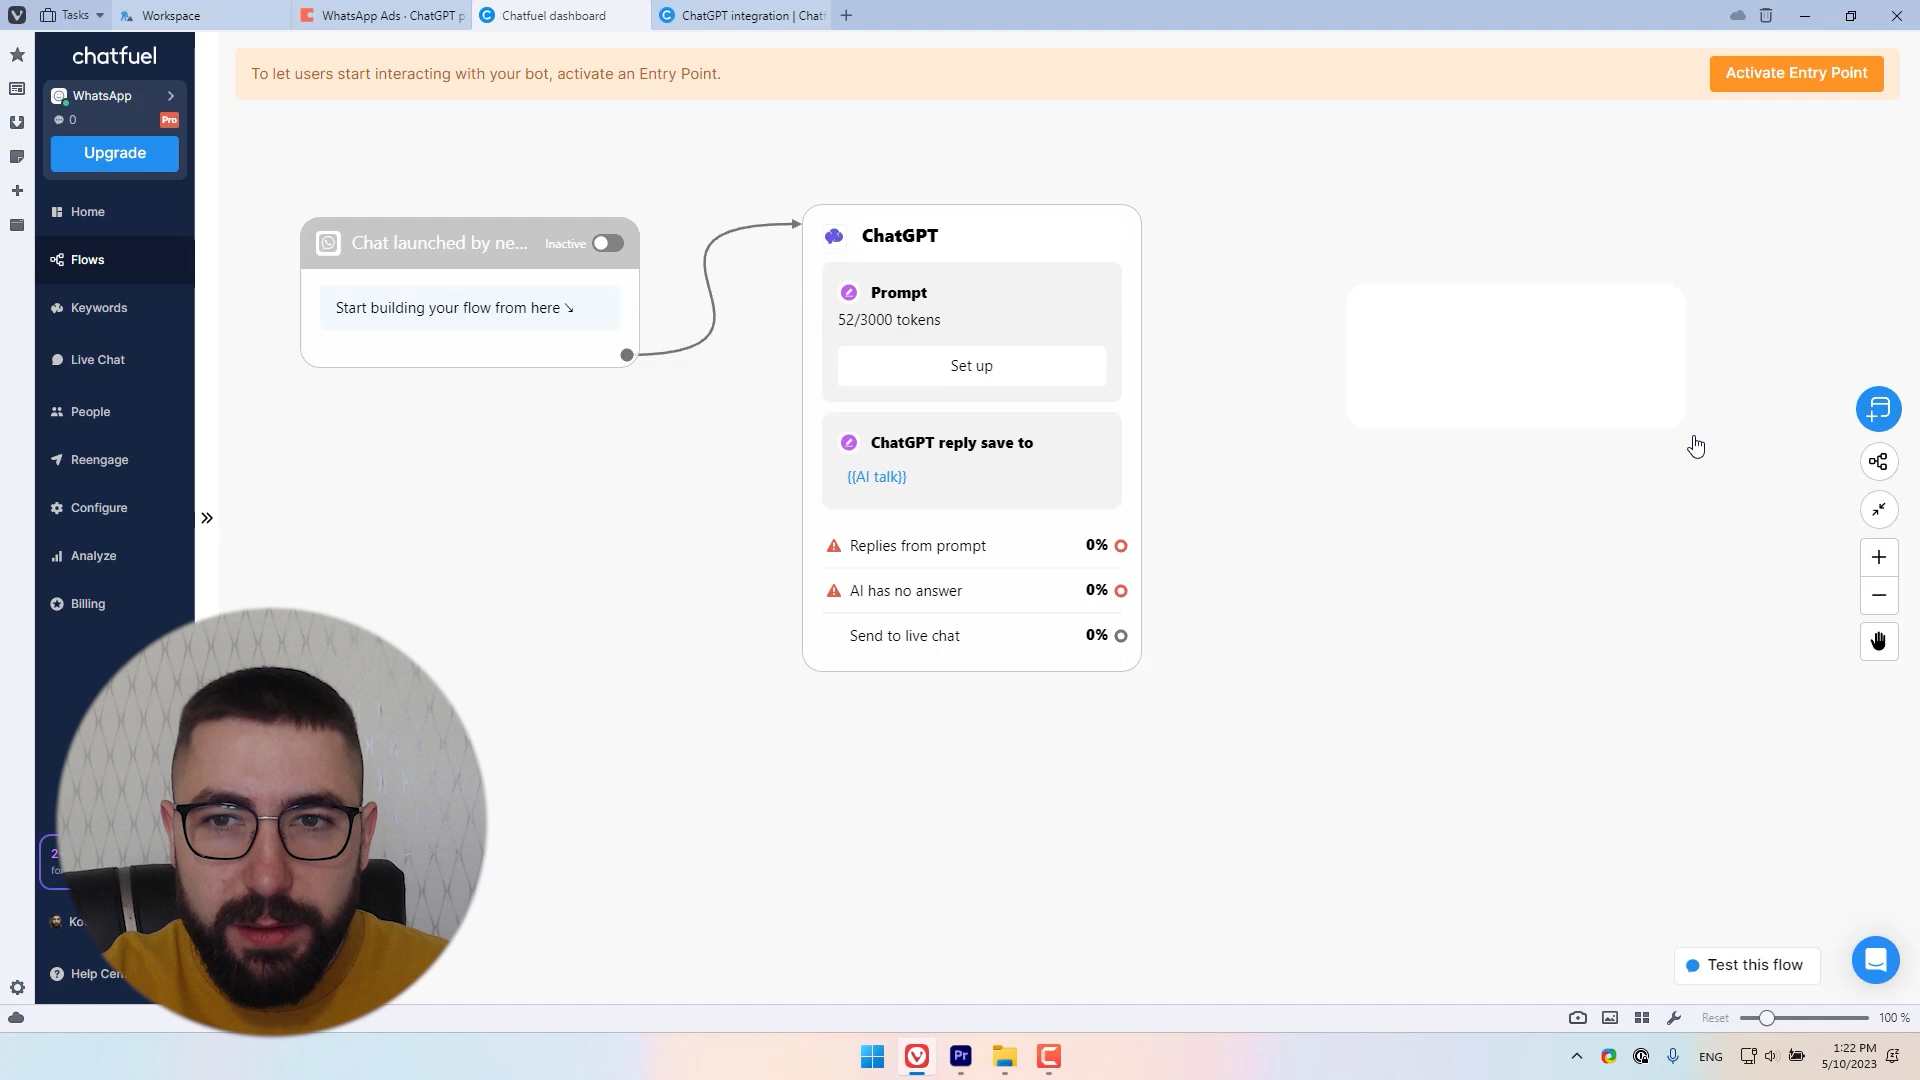 Tasks
Workspace
WhatsApp Ads · ChatGPT p
Chatfuel dashboard
ChatGPT integration | Chatf
chatfuel
WhatsApp
0
Pro
Upgrade
Home
Flows
Keywords
Live Chat
People
Reengage
Configure
Analyze
Billing
Help Cen
To let users start interacting with your bot, activate an Entry Point.
Activate Entry Point
Chat launched by ne...
Inactive
Start building your flow from here ↘
ChatGPT
Prompt
52/3000 tokens
Set up
ChatGPT reply save to
{{AI talk}}
Replies from prompt
0%
AI has no answer
0%
Send to live chat
0%
Test this flow
Reset
100 %
Pr
ENG
1:22 PM
5/10/2023